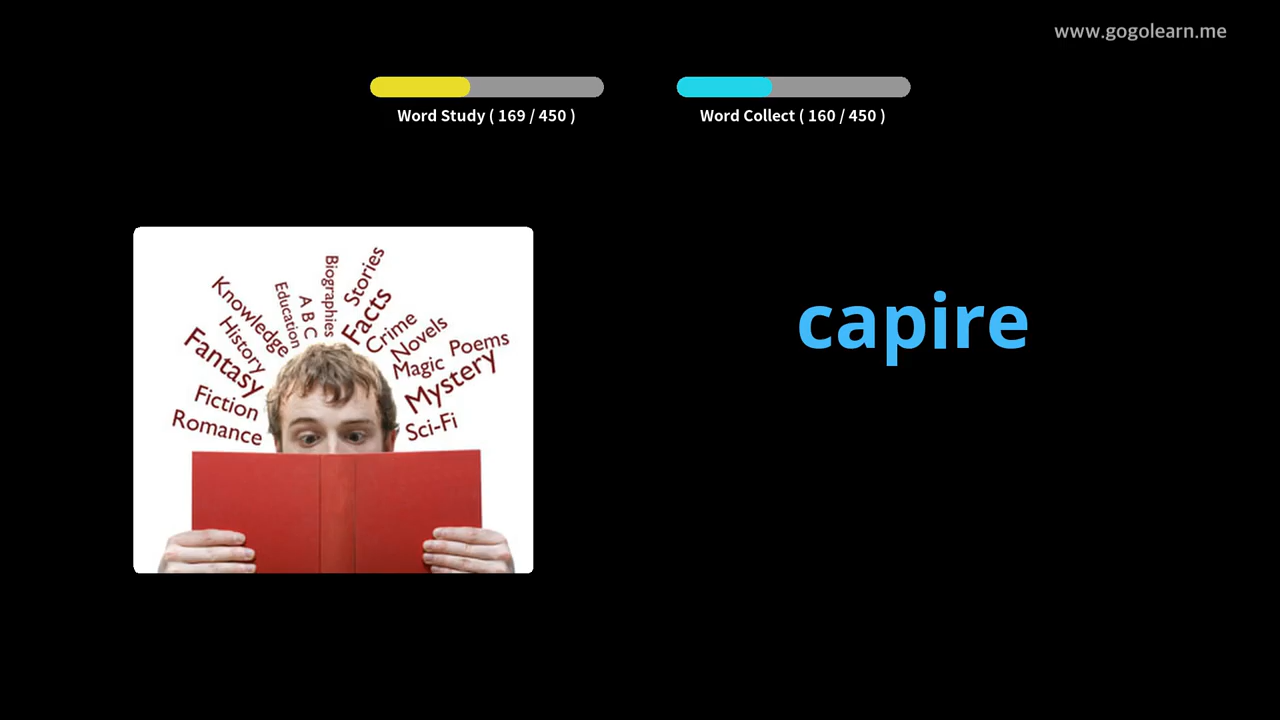 www.gogolearn.me
Word Study ( 169 / 450 )
Word Collect ( 160 / 450 )
capire
Knowledge
Education
A B C
Biographies
Stories
Facts
History
Crime
Novels
Fantasy
Magic
Poems
Mystery
Fiction
Romance
Sci-Fi